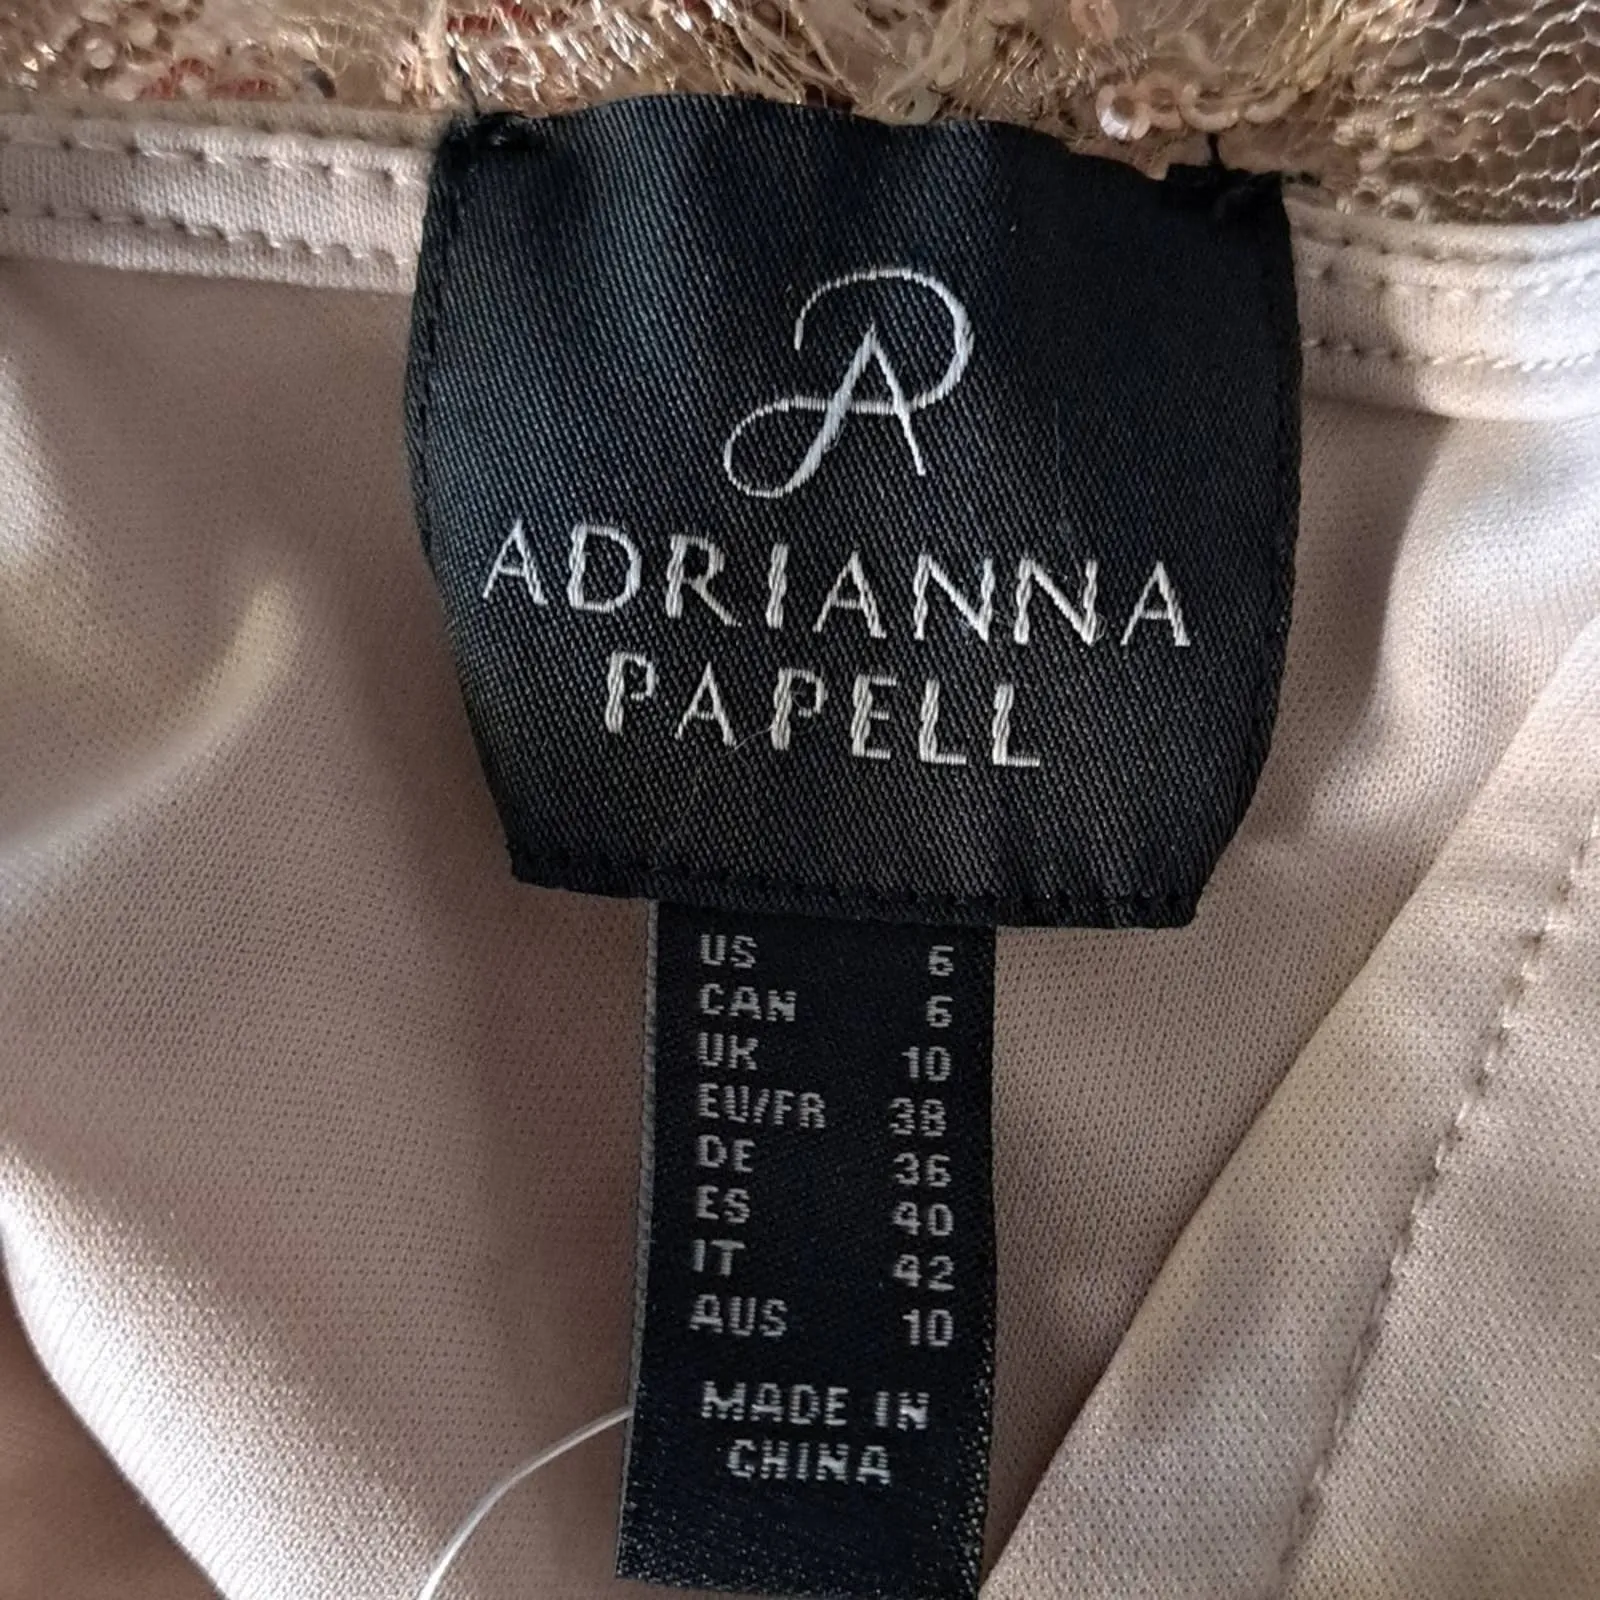 AP
ADRIANNA
PAPELL
US 6
CAN 6
UK 10
EU/FR 38
DE 36
ES 40
IT 42
AUS 10
MADE IN
CHINA